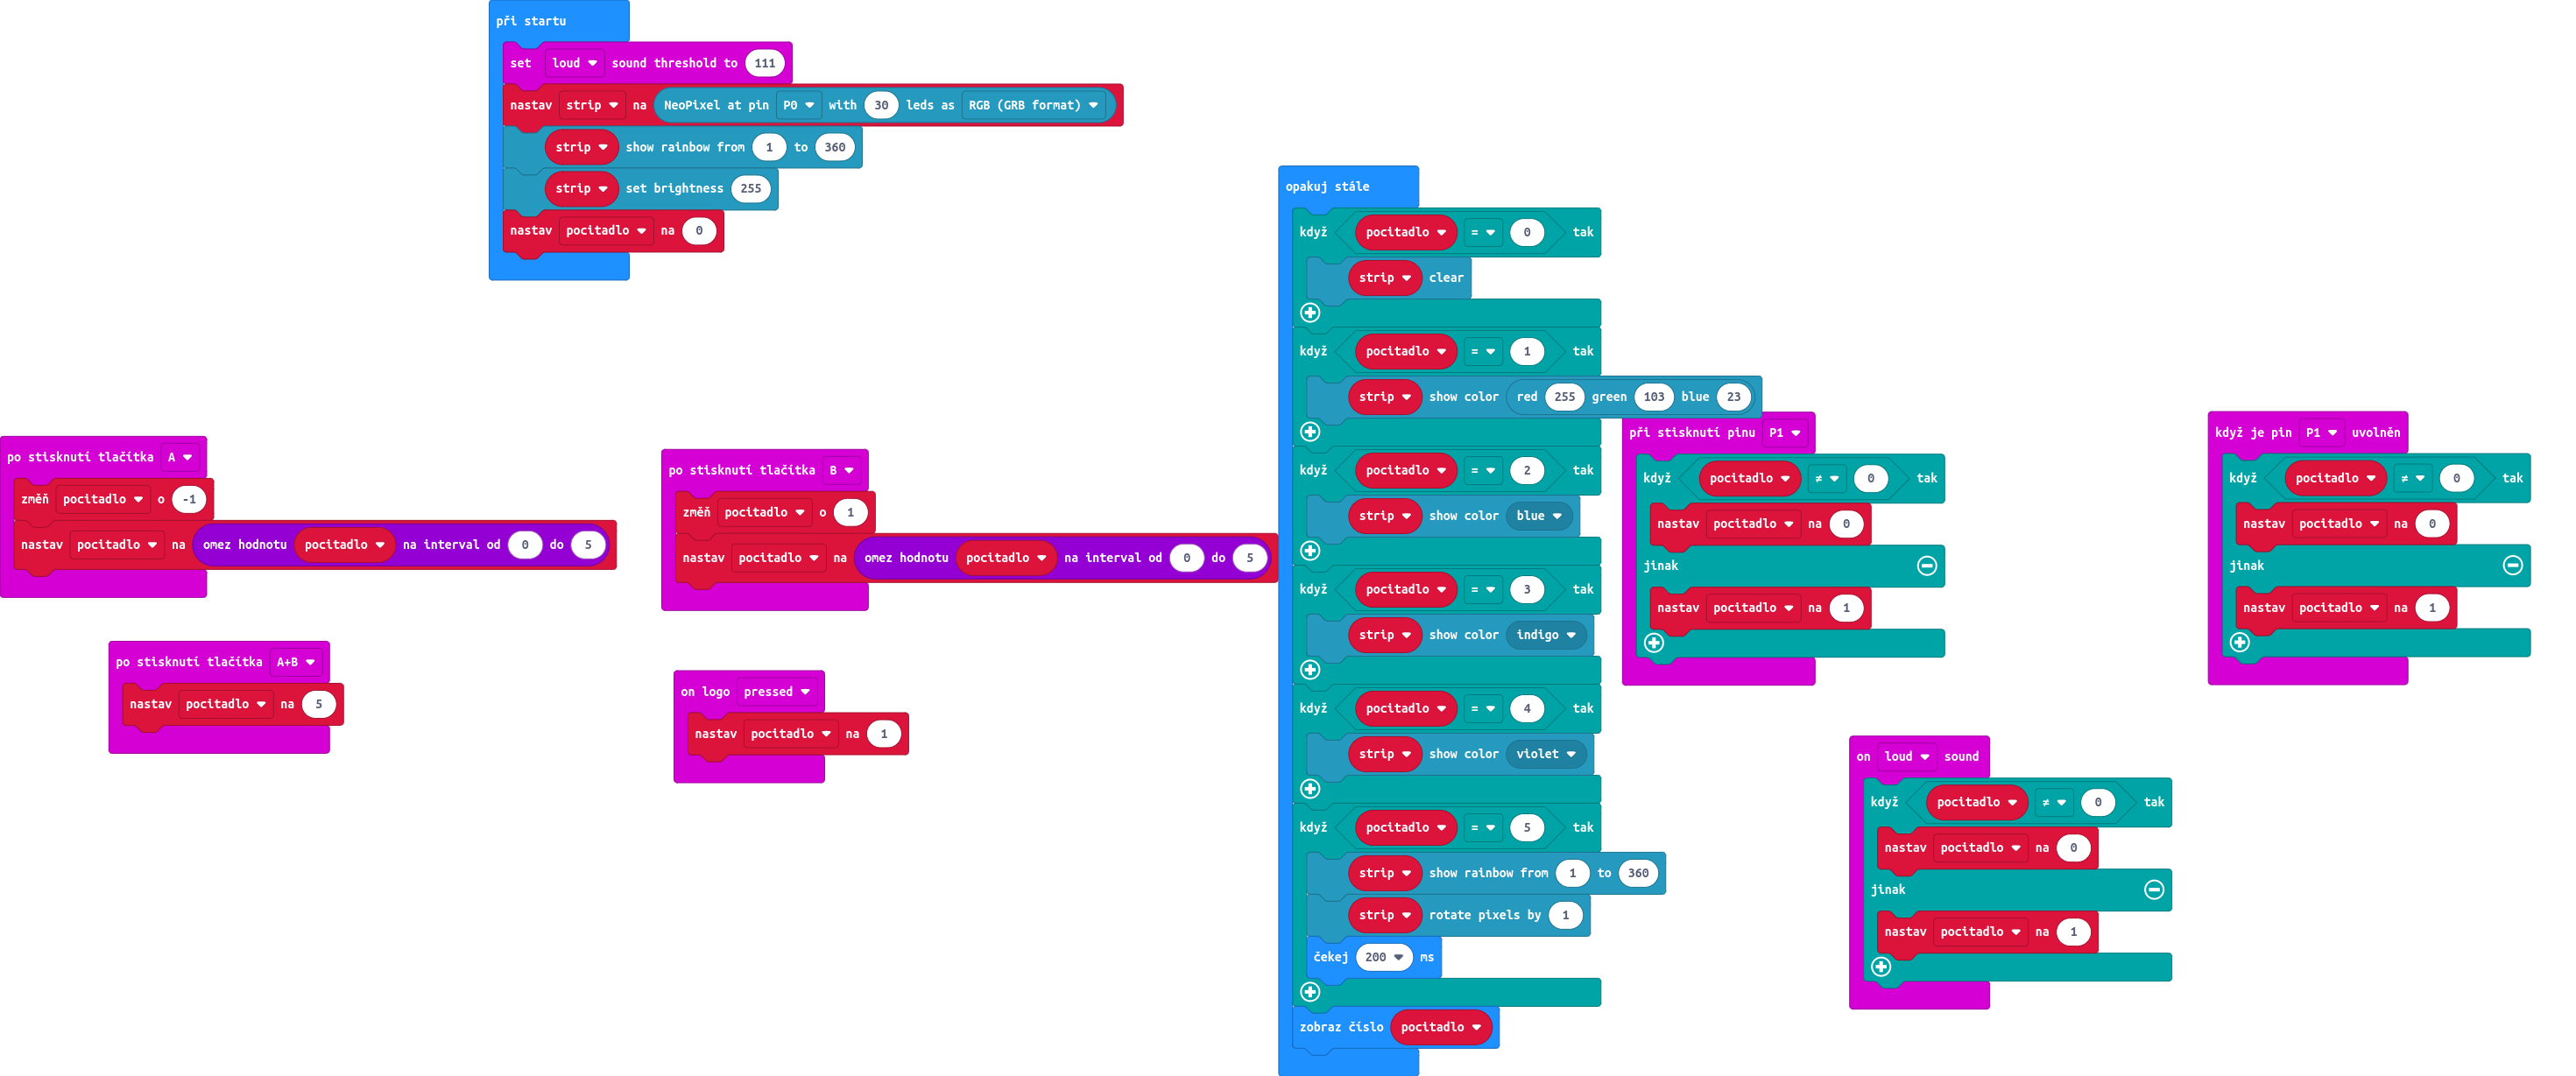 při startu
set loud sound threshold to 111
nastav strip na NeoPixel at pin P0 with 30 leds as RGB (GRB format)
strip show rainbow from 1 to 360
strip set brightness 255
nastav pocitadlo na 0
po stisknutí tlačítka A
změň pocitadlo o -1
nastav pocitadlo na omez hodnotu pocitadlo na interval od 0 do 5
po stisknutí tlačítka A+B
nastav pocitadlo na 5
po stisknutí tlačítka B
změň pocitadlo o 1
nastav pocitadlo na omez hodnotu pocitadlo na interval od 0 do 5
on logo pressed
nastav pocitadlo na 1
opakuj stále
když pocitadlo = 0 tak
strip clear
když pocitadlo = 1 tak
strip show color red 255 green 103 blue 23
když pocitadlo = 2 tak
strip show color blue
když pocitadlo = 3 tak
strip show color indigo
když pocitadlo = 4 tak
strip show color violet
když pocitadlo = 5 tak
strip show rainbow from 1 to 360
strip rotate pixels by 1
čekej 200 ms
zobraz číslo pocitadlo
při stisknutí pinu P1
když pocitadlo ≠ 0 tak
nastav pocitadlo na 0
jinak
nastav pocitadlo na 1
když je pin P1 uvolněn
když pocitadlo ≠ 0 tak
nastav pocitadlo na 0
jinak
nastav pocitadlo na 1
on loud sound
když pocitadlo ≠ 0 tak
nastav pocitadlo na 0
jinak
nastav pocitadlo na 1